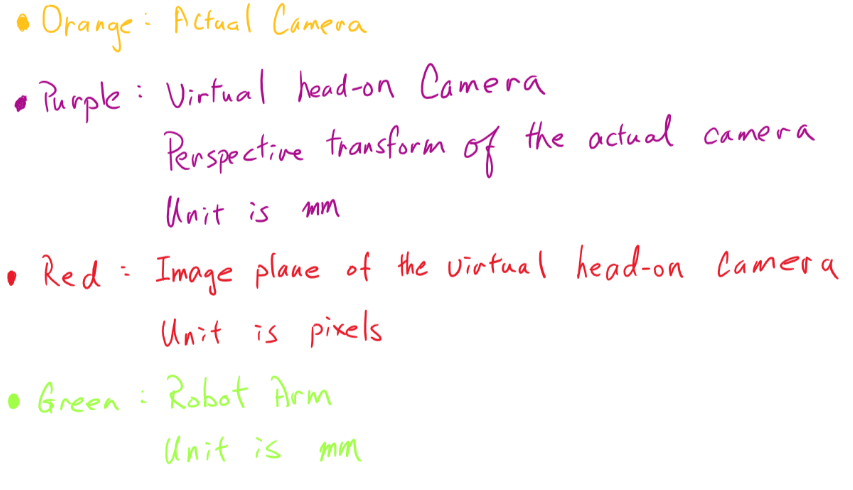 • Orange: Actual Camera
• Purple: Virtual head-on Camera
Perspective transform of the actual camera
Unit is mm
• Red: Image plane of the virtual head-on camera
Unit is pixels
• Green: Robot Arm
Unit is mm